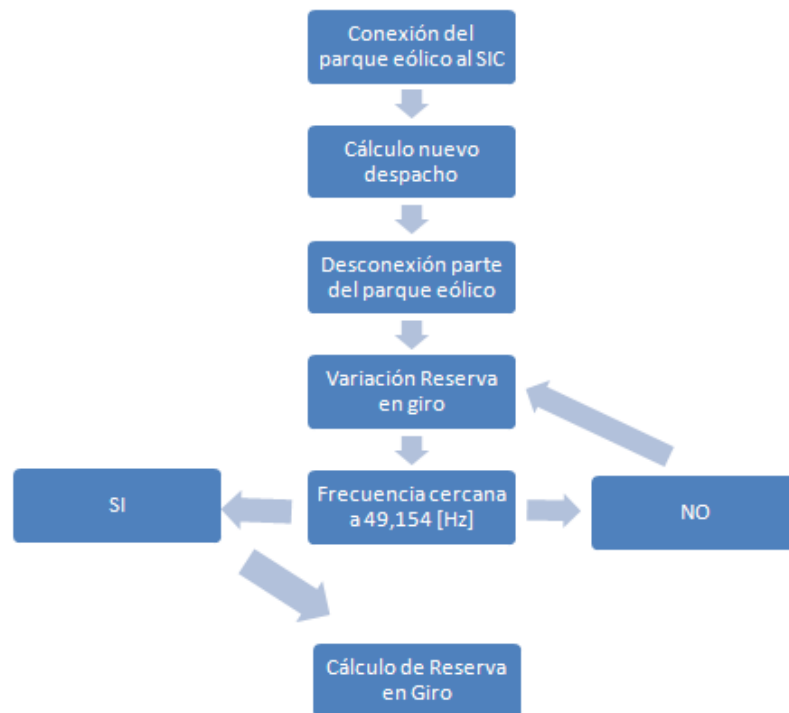 Conexión del
parque eólico al SIC
Cálculo nuevo
despacho
Desconexión parte
del parque eólico
Variación Reserva
en giro
SI
Frecuencia cercana
a 49,154 [Hz]
NO
Cálculo de Reserva
en Giro